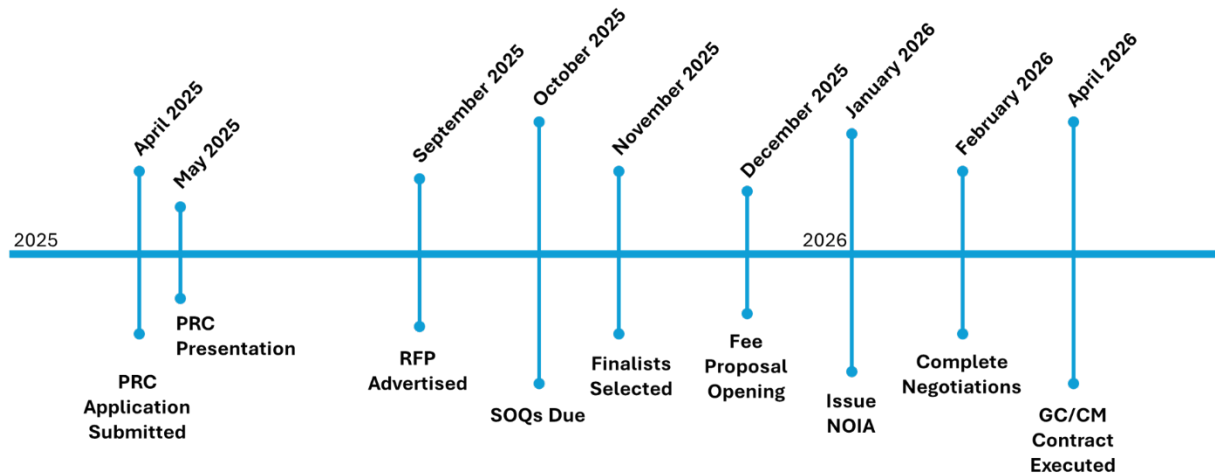 April 2025
May 2025
September 2025
October 2025
November 2025
December 2025
January 2026
February 2026
April 2026
2025
2026
PRC
Application
Submitted
PRC
Presentation
RFP
Advertised
SOQs Due
Finalists
Selected
Fee
Proposal
Opening
Issue
NOIA
Complete
Negotiations
GC/CM
Contract
Executed